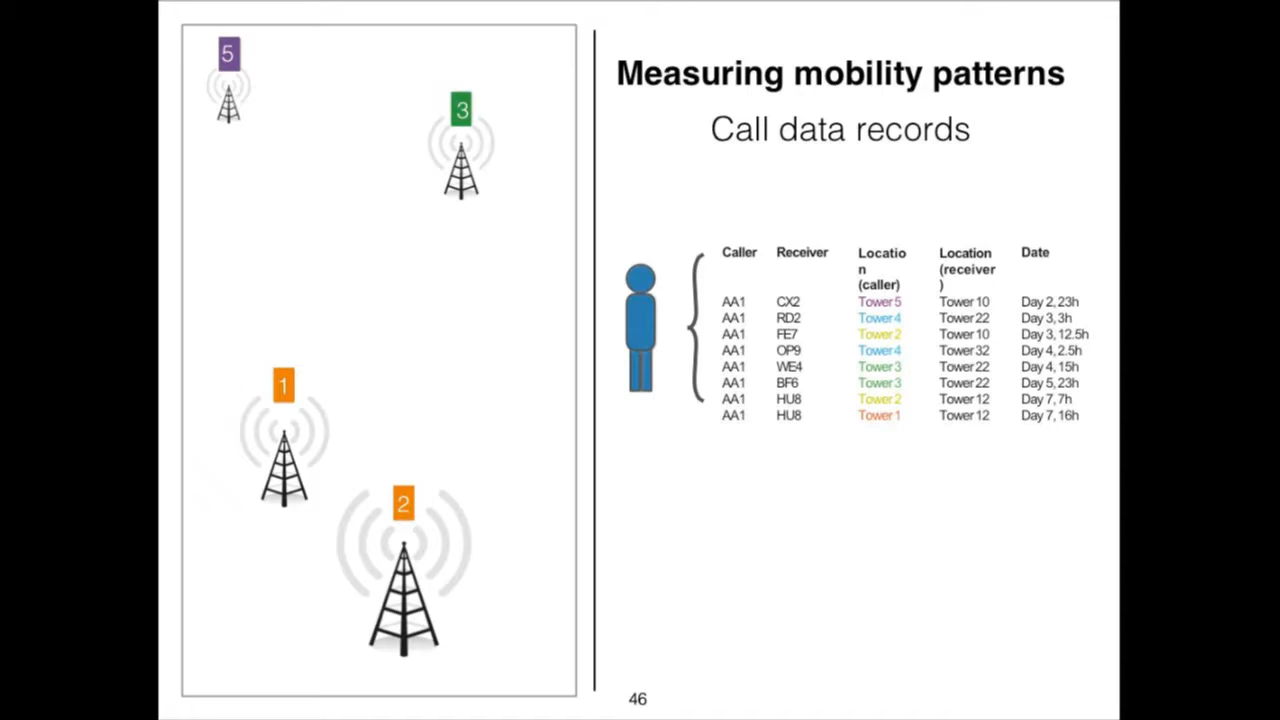 5
3
1
2
Measuring mobility patterns
Call data records
Caller Receiver Locatio Location Date
n (receiver
(caller) )
AA1 CX2 Tower 5 Tower 10 Day 2, 23h
AA1 RD2 Tower 4 Tower 22 Day 3, 3h
AA1 FE7 Tower 2 Tower 10 Day 3, 12.5h
AA1 OP9 Tower 4 Tower 32 Day 4, 2.5h
AA1 WE4 Tower 3 Tower 22 Day 4, 15h
AA1 BF6 Tower 3 Tower 22 Day 5, 23h
AA1 HU8 Tower 2 Tower 12 Day 7, 7h
AA1 HU8 Tower 1 Tower 12 Day 7, 16h
46